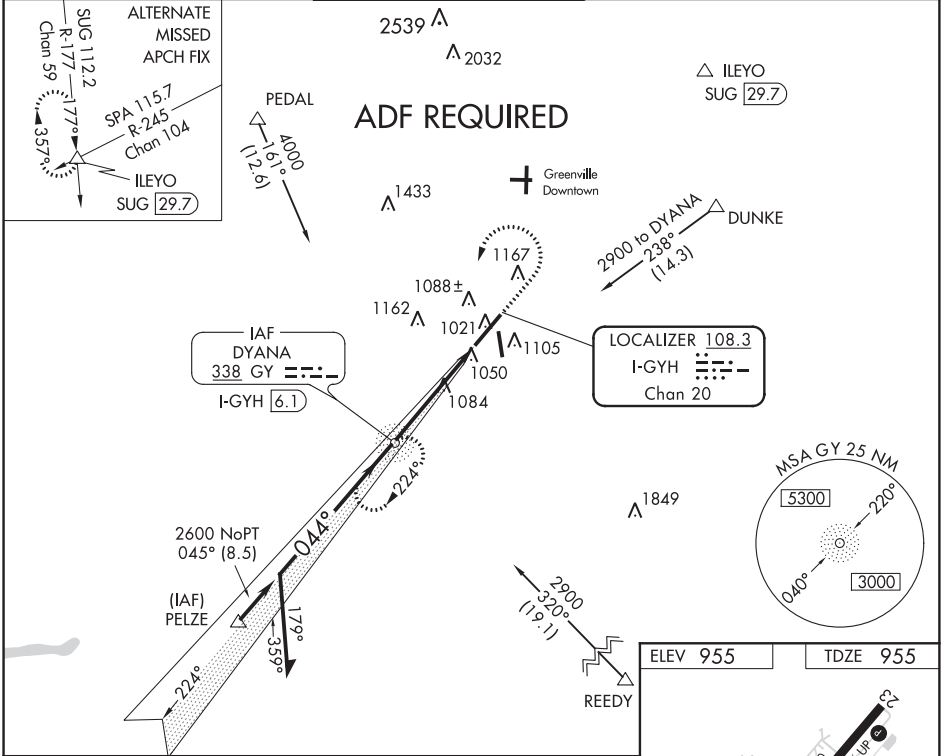 ALTERNATE
MISSED
APCH FIX
SUG 112.2
R-177
Chan 59
177°
357°
SPA 115.7
R-245
Chan 104
ILEYO
SUG 29.7
2539
2032
ILEYO
SUG 29.7
PEDAL
4000
161°
(12.6)
ADF REQUIRED
Greenville
Downtown
1433
DUNKE
2900 to DYANA
238°
(14.3)
1167
1088±
1162
1021
1105
1050
1084
IAF
DYANA
338 GY
I-GYH 6.1
LOCALIZER 108.3
I-GYH
Chan 20
224°
044°
2600 NoPT
045° (8.5)
(IAF)
PELZE
179°
359°
224°
1849
MSA GY 25 NM
5300
220°
040°
3000
2900
320°
(19.1)
REEDY
ELEV 955
TDZE 955
23
UP
P